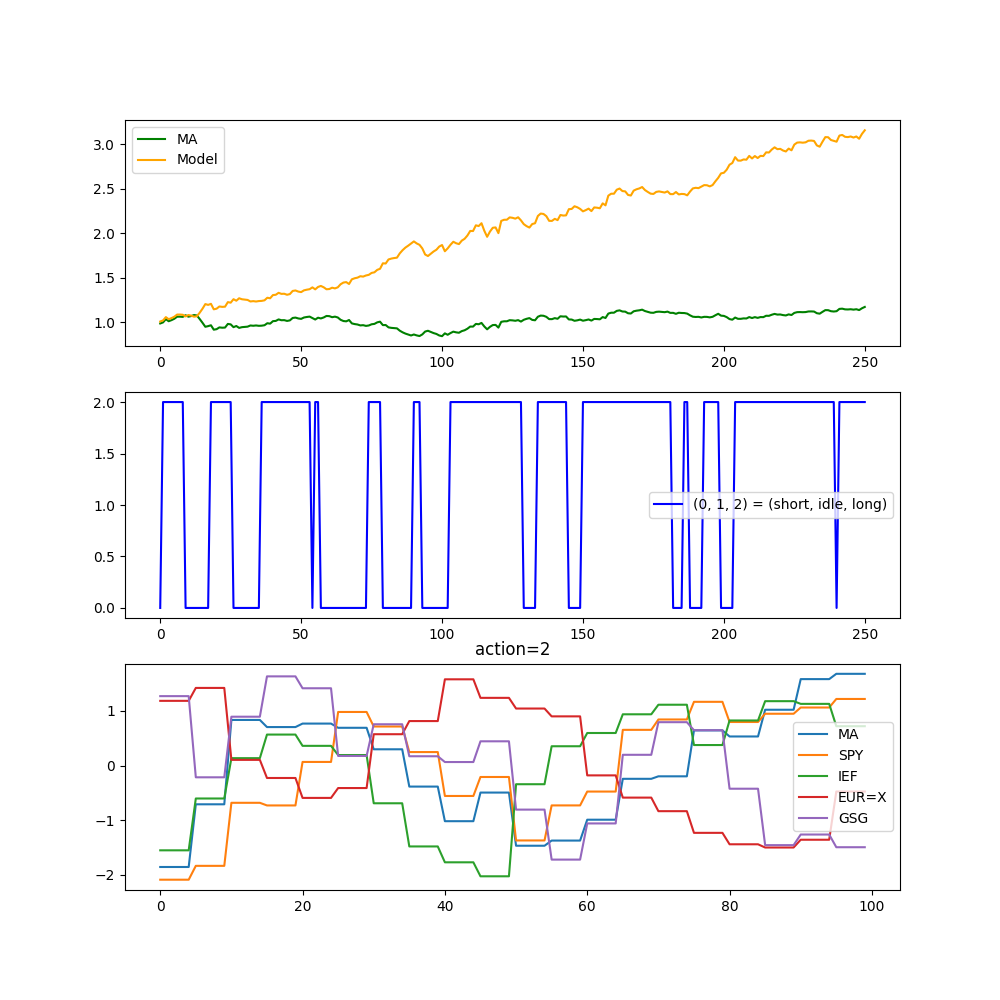 MA
Model
3.0
2.5
2.0
1.5
1.0
0 50 100 150 200 250
2.0
1.5
1.0
0.5
0.0
(0, 1, 2) = (short, idle, long)
0 50 100 150 200 250
action=2
1
0
−1
−2
MA
SPY
IEF
EUR=X
GSG
0 20 40 60 80 100